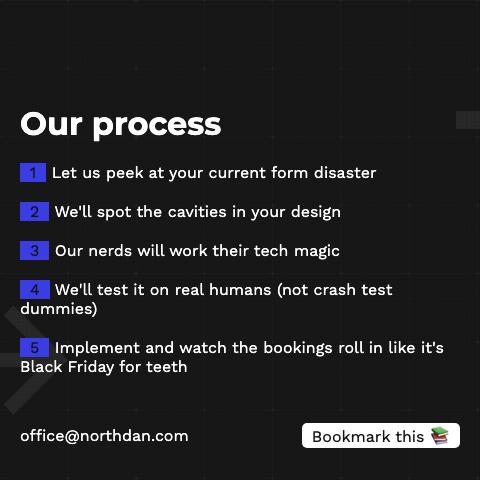 Our process
1 Let us peek at your current form disaster
2 We'll spot the cavities in your design
3 Our nerds will work their tech magic
4 We'll test it on real humans (not crash test
dummies)
5 Implement and watch the bookings roll in like it's
Black Friday for teeth
office@northdan.com
Bookmark this 📚